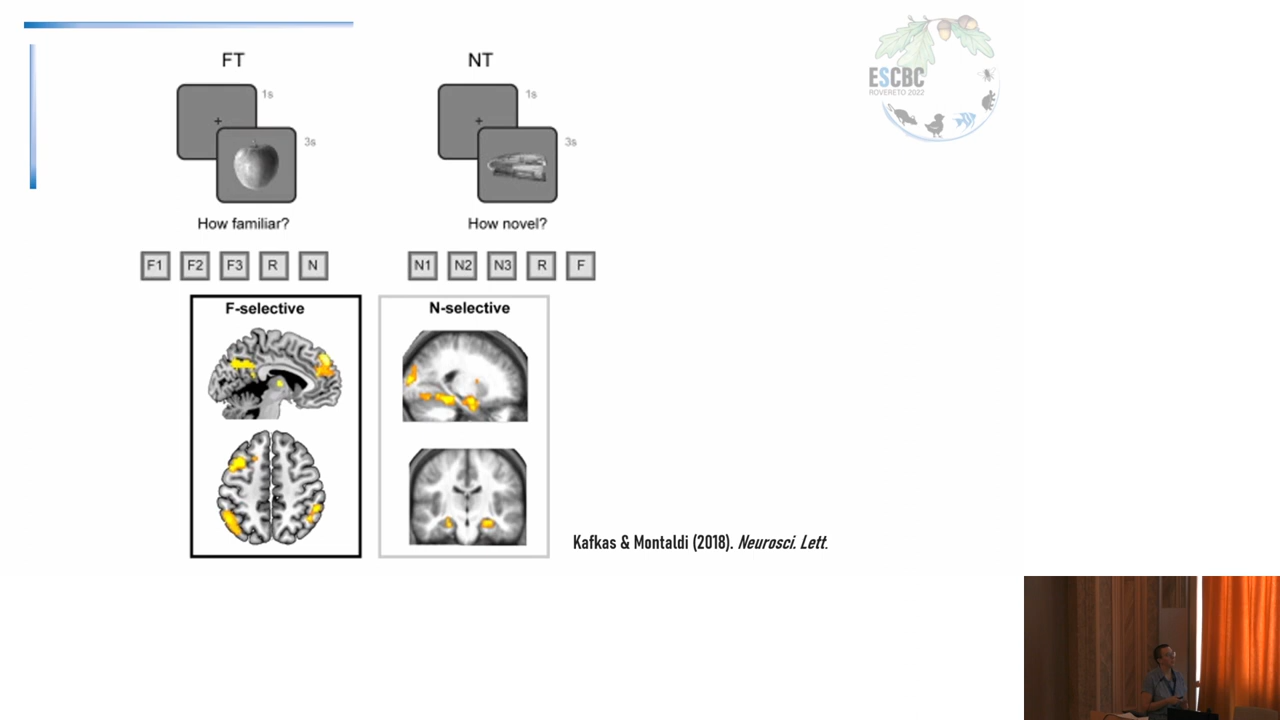 FT
NT
1s
3s
1s
3s
How familiar?
How novel?
F1 F2 F3 R N
N1 N2 N3 R F
F-selective
N-selective
Kafkas & Montaldi (2018). Neurosci. Lett.
ESCBC
ROVERETO 2022